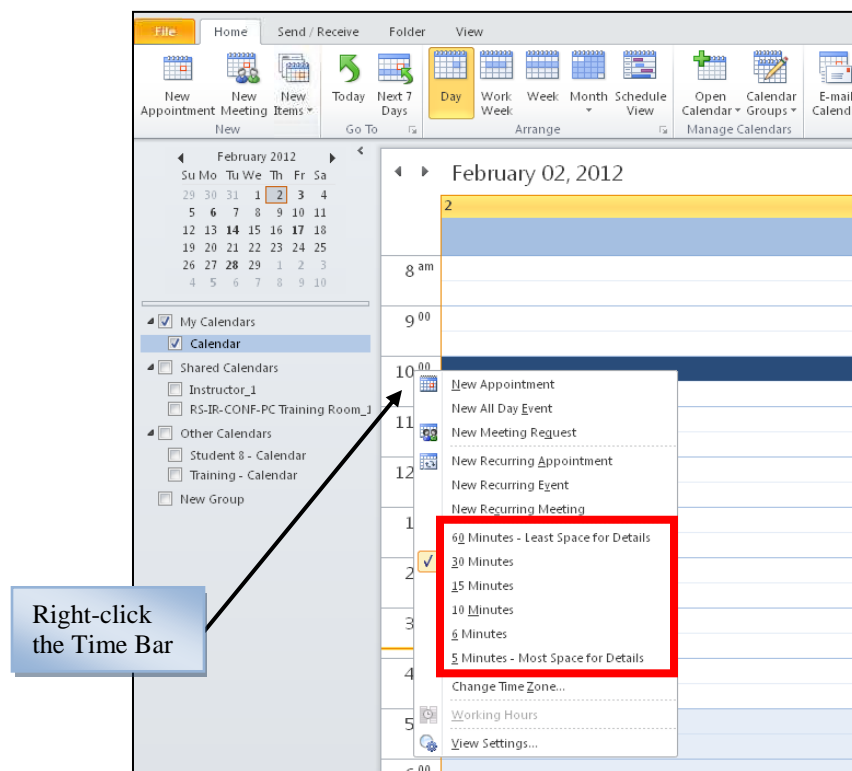 File Home Send / Receive Folder View
New Appointment
New Meeting
New Items
Today
Next 7 Days
Day
Work Week
Week
Month
Schedule View
Open Calendar
Calendar Groups
E-mail
Calend
New
Go To
Arrange
Manage Calendars
February 2012
Su Mo Tu We Th Fr Sa
29 30 31 1 2 3 4
5 6 7 8 9 10 11
12 13 14 15 16 17 18
19 20 21 22 23 24 25
26 27 28 29 1 2 3
4 5 6 7 8 9 10
My Calendars
Calendar
Shared Calendars
Instructor_1
RS-IR-CONF-PC Training Room_1
Other Calendars
Student 8 - Calendar
Training - Calendar
New Group
February 02, 2012
2
8 am
9 00
10 00
11
12
1
2
3
4
5
6 00
New Appointment
New All Day Event
New Meeting Request
New Recurring Appointment
New Recurring Event
New Recurring Meeting
60 Minutes - Least Space for Details
30 Minutes
15 Minutes
10 Minutes
6 Minutes
5 Minutes - Most Space for Details
Change Time Zone...
Working Hours
View Settings...
Right-click
the Time Bar